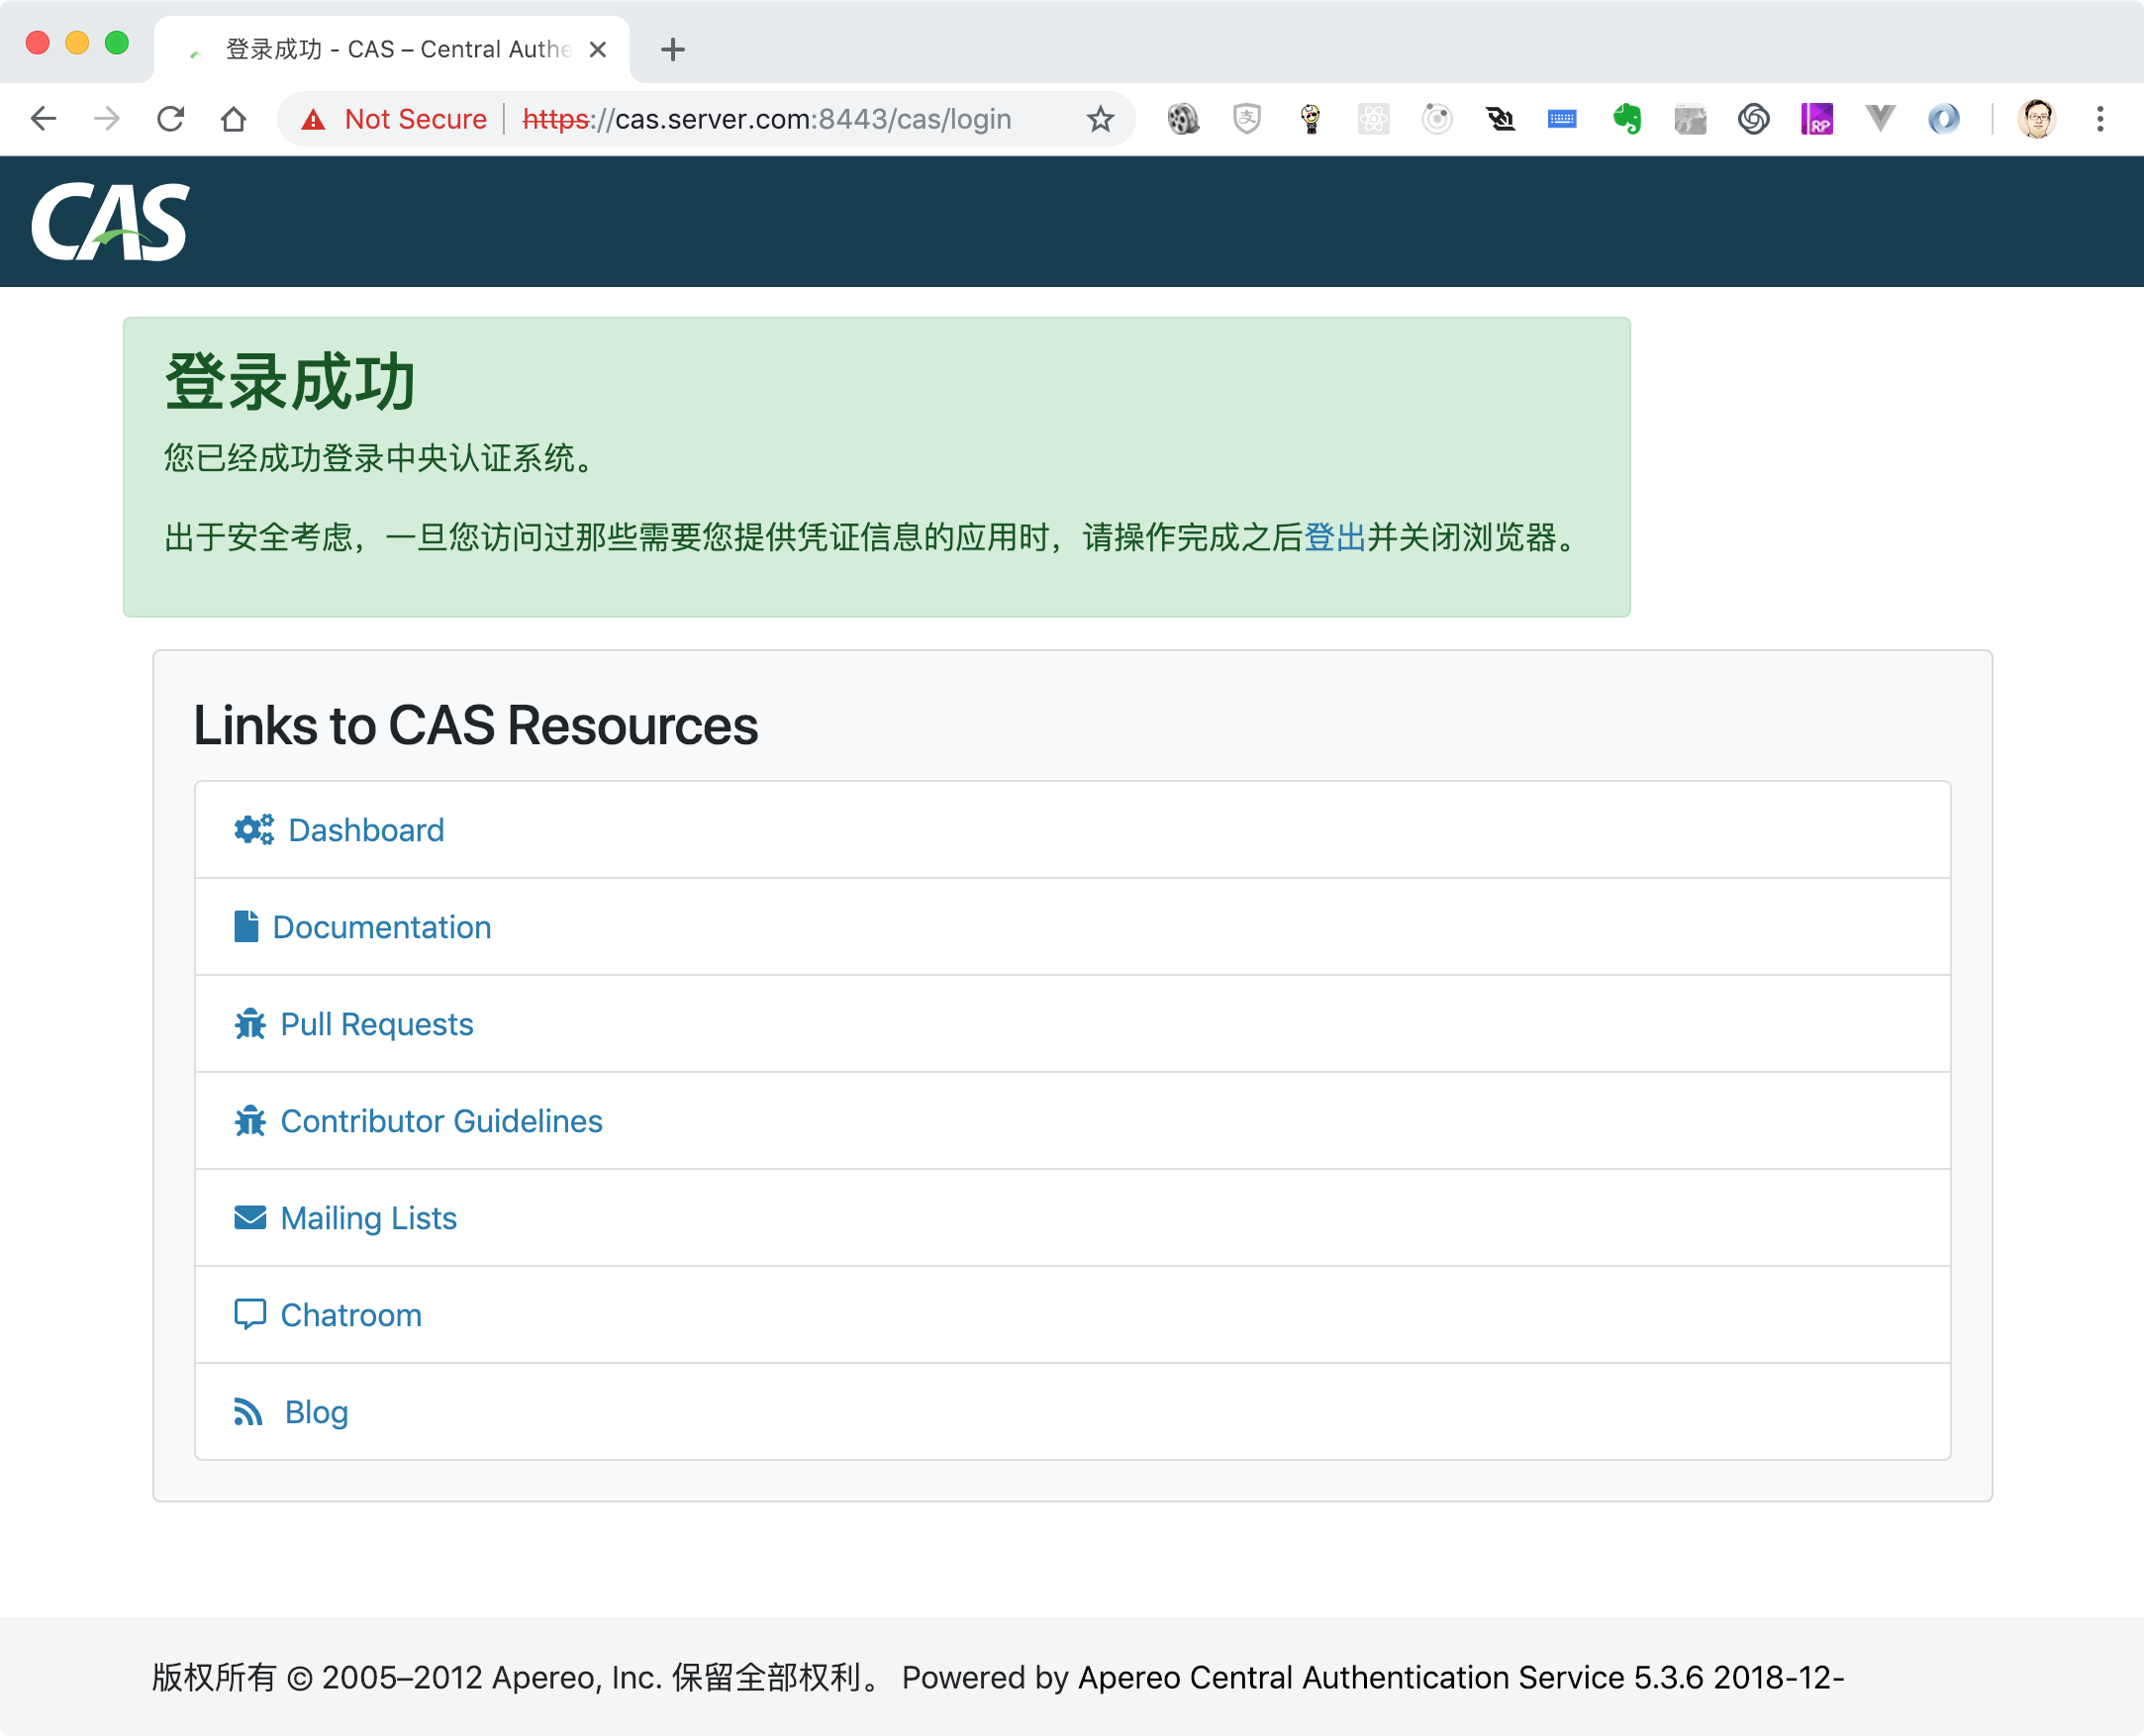 登录成功 - CAS – Central Authe
Not Secure https://cas.server.com:8443/cas/login
CAS
登录成功
您已经成功登录中央认证系统。
出于安全考虑，一旦您访问过那些需要您提供凭证信息的应用时，请操作完成之后登出并关闭浏览器。
Links to CAS Resources
Dashboard
Documentation
Pull Requests
Contributor Guidelines
Mailing Lists
Chatroom
Blog
版权所有 © 2005–2012 Apereo, Inc. 保留全部权利。 Powered by Apereo Central Authentication Service 5.3.6 2018-12-